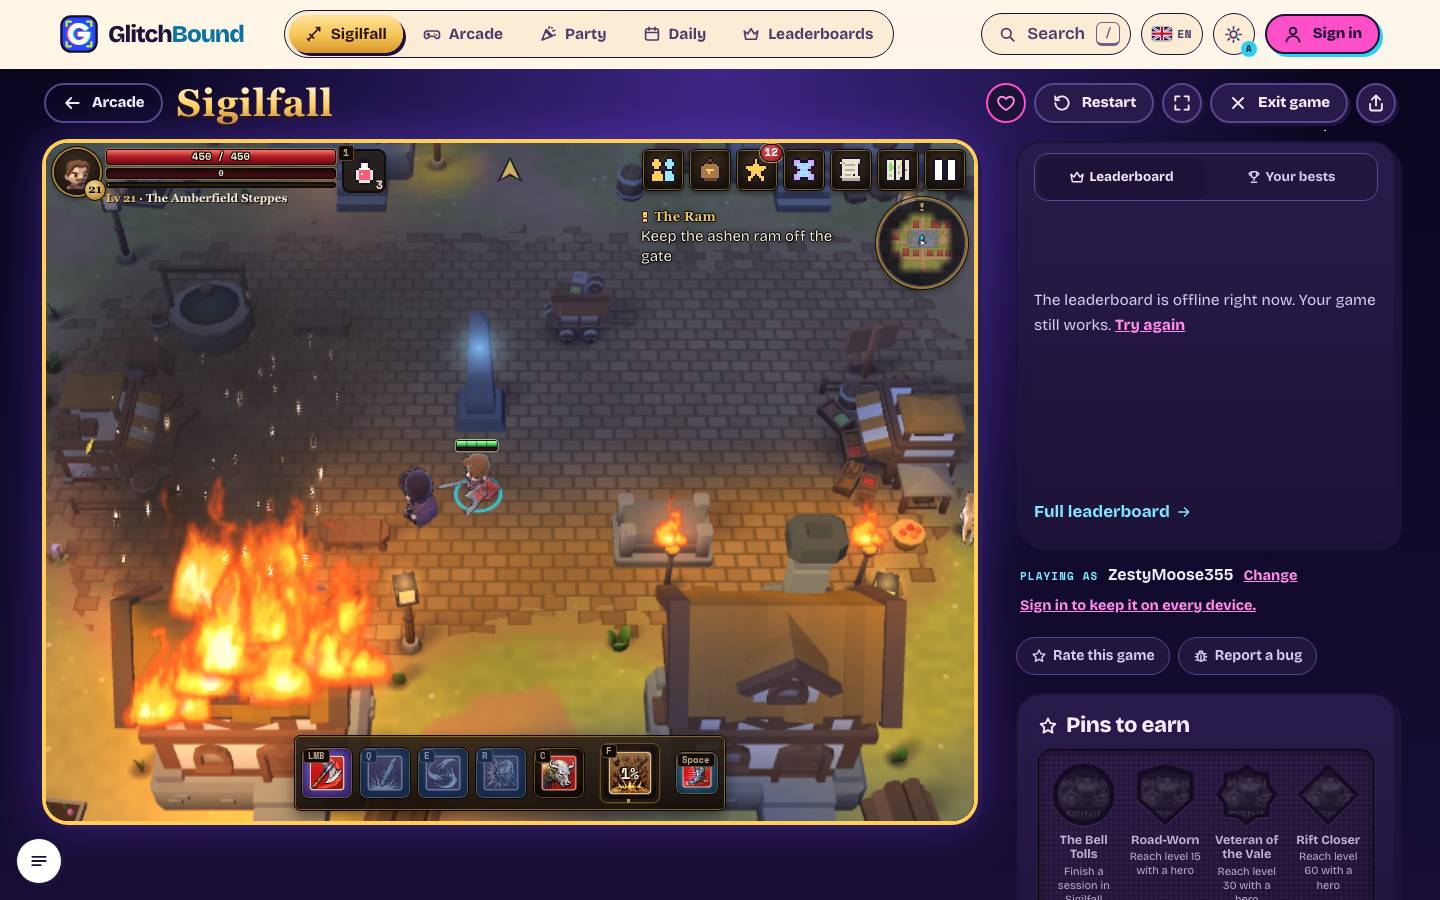 GlitchBound
Sigilfall
Arcade
Party
Daily
Leaderboards
Search /
EN
A
Sign in
Arcade
Sigilfall
Restart
Exit game
450 / 450
0
21
Lv 21 · The Amberfield Steppes
1
3
12
The Ram
Keep the ashen ram off the
gate
LMB
Q
E
R
C
F
1%
Space
Leaderboard
Your bests
The leaderboard is offline right now. Your game
still works. Try again
Full leaderboard →
PLAYING AS ZestyMoose355 Change
Sign in to keep it on every device.
Rate this game
Report a bug
Pins to earn
The Bell
Tolls
Finish a
session in
Sigilfall
Road-Worn
Reach level 15
with a hero
Veteran of
the Vale
Reach level
30 with a
hero
Rift Closer
Reach level
60 with a
hero